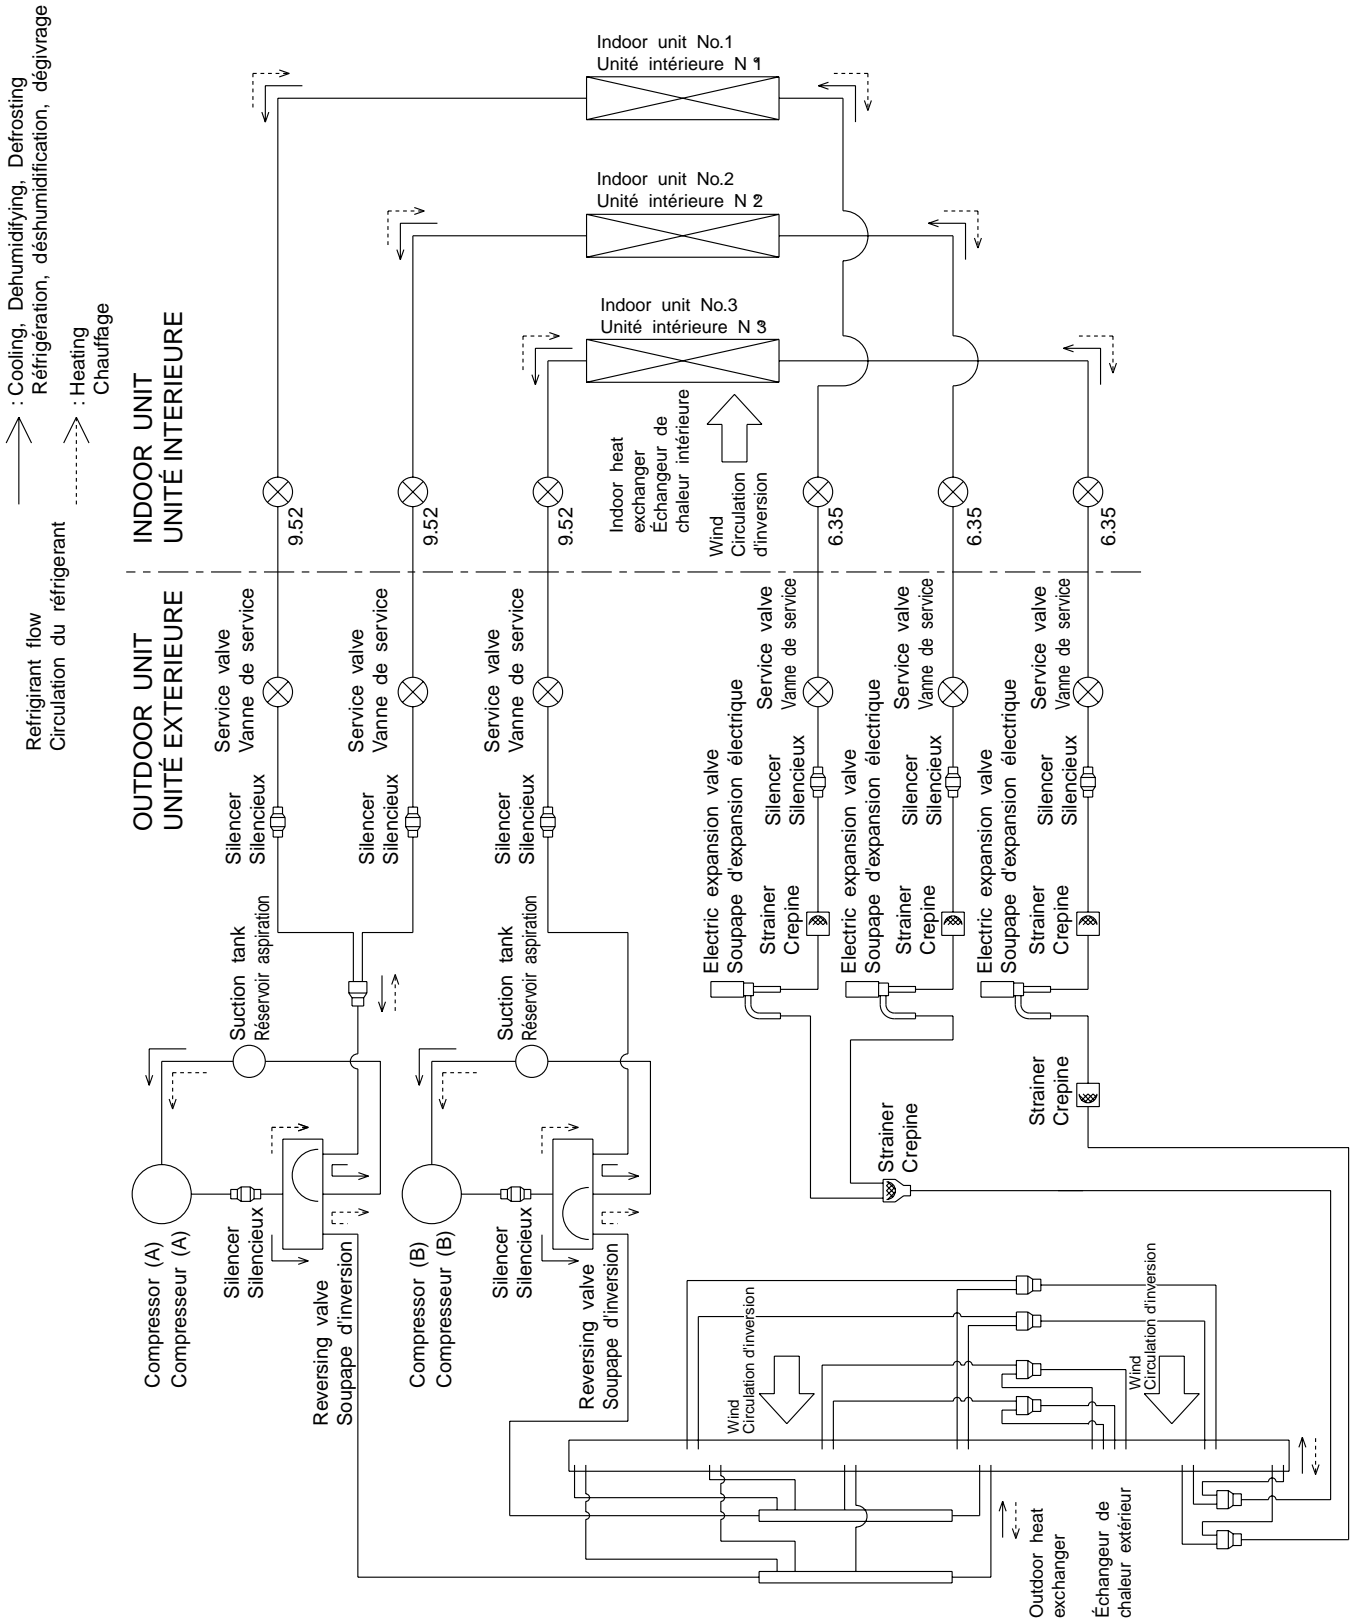 Refrigirant flow
Circulation du réfrigerant
: Cooling, Dehumidifying, Defrosting
Réfrigération, déshumidification, dégivrage
: Heating
Chauffage
OUTDOOR UNIT
UNITÉ EXTERIEURE
INDOOR UNIT
UNITÉ INTERIEURE
Indoor unit No.1
Unité intérieure N°1
Indoor unit No.2
Unité intérieure N°2
Indoor unit No.3
Unité intérieure N°3
Indoor heat
exchanger
Échangeur de
chaleur intérieure
Wind
Circulation
d'inversion
9.52
9.52
9.52
6.35
6.35
6.35
Service valve
Vanne de service
Service valve
Vanne de service
Service valve
Vanne de service
Silencer
Silencieux
Silencer
Silencieux
Silencer
Silencieux
Suction tank
Réservoir aspiration
Suction tank
Réservoir aspiration
Compressor (A)
Compresseur (A)
Silencer
Silencieux
Reversing valve
Soupape d'inversion
Compressor (B)
Compresseur (B)
Silencer
Silencieux
Reversing valve
Soupape d'inversion
Electric expansion valve
Soupape d'expansion électrique
Strainer
Crepine
Silencer
Silencieux
Service valve
Vanne de service
Electric expansion valve
Soupape d'expansion électrique
Strainer
Crepine
Silencer
Silencieux
Service valve
Vanne de service
Electric expansion valve
Soupape d'expansion électrique
Strainer
Crepine
Silencer
Silencieux
Service valve
Vanne de service
Strainer
Crepine
Strainer
Crepine
Wind
Circulation d'inversion
Wind
Circulation d'inversion
Outdoor heat
exchanger
Échangeur de
chaleur extérieur